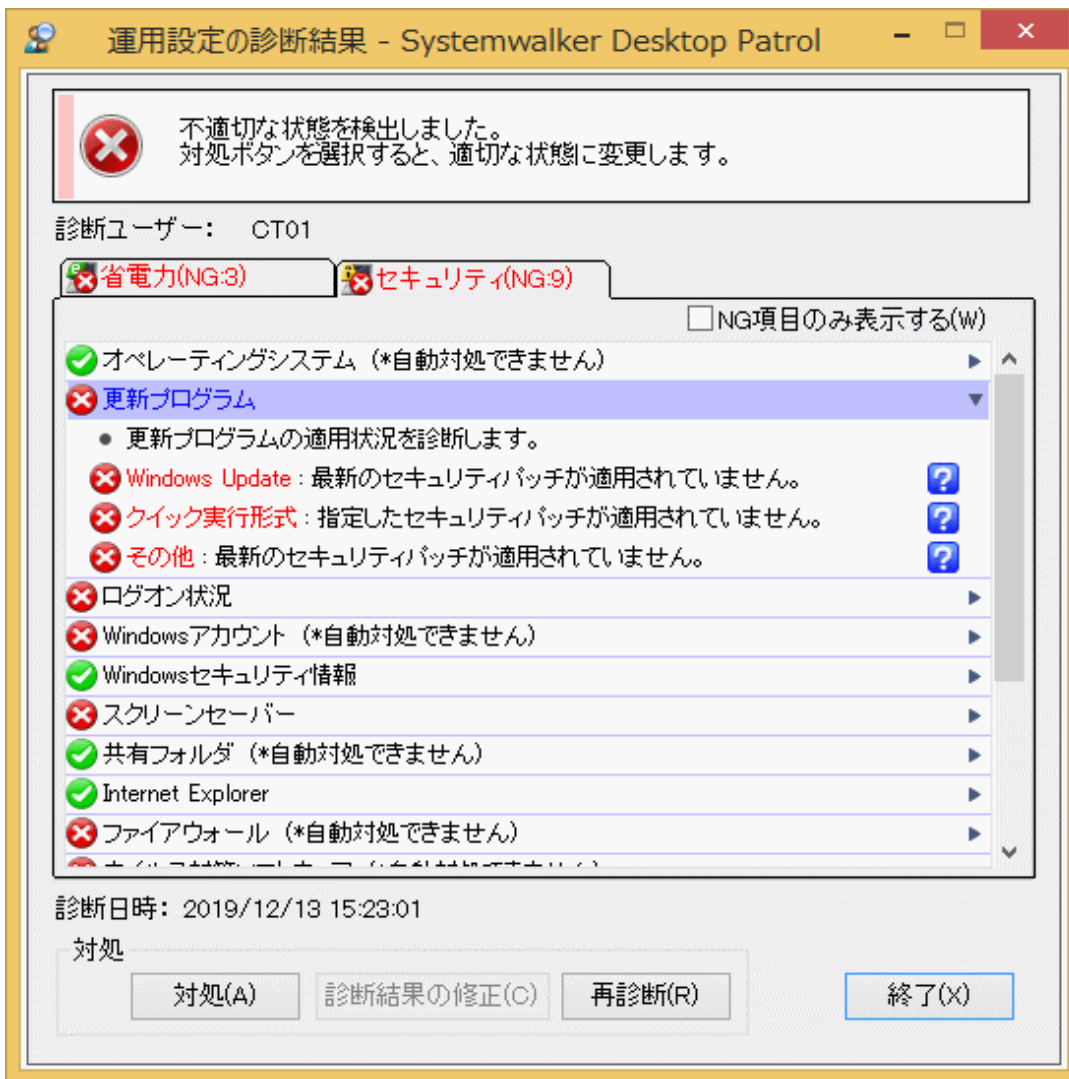 運用設定の診断結果 - Systemwalker Desktop Patrol
不適切な状態を検出しました。
対処ボタンを選択すると、適切な状態に変更します。
診断ユーザー: CT01
省電力(NG:3) セキュリティ(NG:9)
NG項目のみ表示する(W)
オペレーティングシステム (*自動対処できません)
更新プログラム
● 更新プログラムの適用状況を診断します。
Windows Update : 最新のセキュリティパッチが適用されていません。
クイック実行形式 : 指定したセキュリティパッチが適用されていません。
その他 : 最新のセキュリティパッチが適用されていません。
ログオン状況
Windowsアカウント (*自動対処できません)
Windowsセキュリティ情報
スクリーンセーバー
共有フォルダ (*自動対処できません)
Internet Explorer
ファイアウォール (*自動対処できません)
診断日時: 2019/12/13 15:23:01
対処
対処(A) 診断結果の修正(C) 再診断(R) 終了(X)